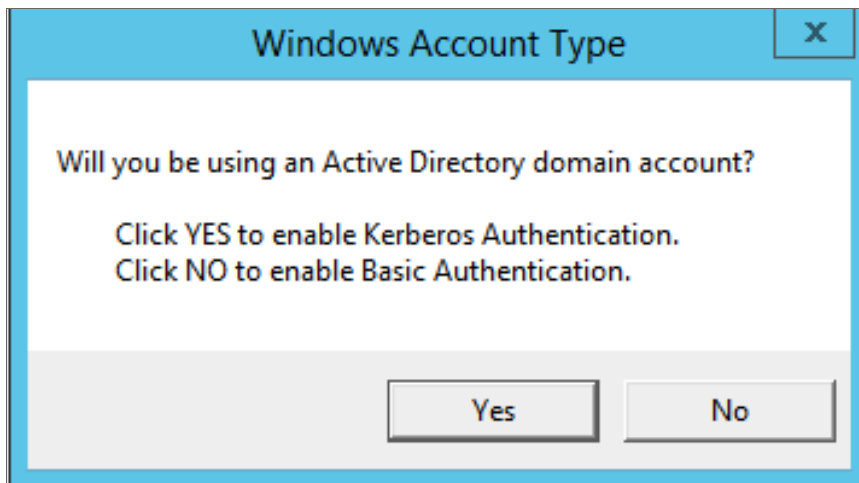 Windows Account Type
x
Will you be using an Active Directory domain account?
Click YES to enable Kerberos Authentication.
Click NO to enable Basic Authentication.
Yes
No